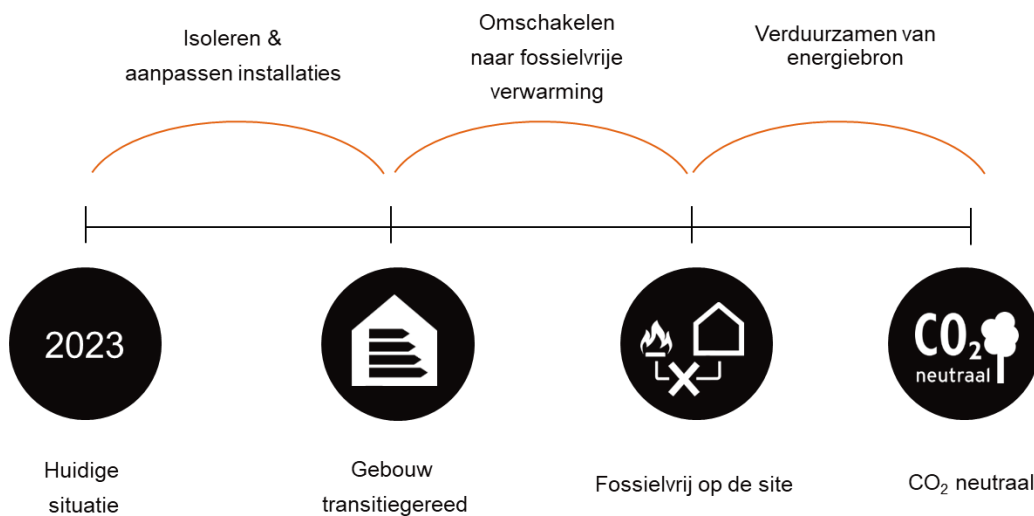 Isoleren &
aanpassen installaties
Omschakelen
naar fossielvrije
verwarming
Verduurzamen van
energiebron
2023
CO₂
neutraal
Huidige
situatie
Gebouw
transitiegereed
Fossielvrij op de site
CO₂ neutraal